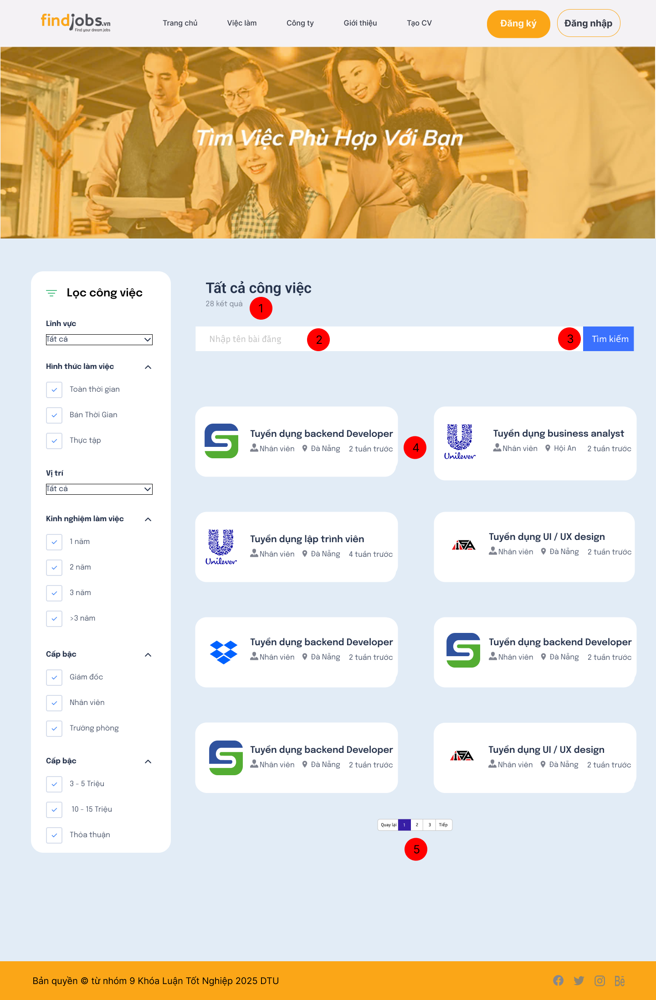 findjobs.vn
Find your dream jobs
Trang chủ
Việc làm
Công ty
Giới thiệu
Tạo CV
Đăng ký
Đăng nhập
Tìm Việc Phù Hợp Với Bạn
Lọc công việc
Lĩnh vực
Tất cả
Hình thức làm việc
Toàn thời gian
Bán Thời Gian
Thực tập
Vị trí
Tất cả
Kinh nghiệm làm việc
1 năm
2 năm
3 năm
>3 năm
Cấp bậc
Giám đốc
Nhân viên
Trưởng phòng
Cấp bậc
3 - 5 Triệu
10 - 15 Triệu
Thỏa thuận
Tất cả công việc
28 kết quả
1
Nhập tên bài đăng
2
3
Tìm kiếm
Tuyển dụng backend Developer
Nhân viên Đà Nẵng 2 tuần trước
4
Unilever
Tuyển dụng business analyst
Nhân viên Hội An 2 tuần trước
Unilever
Tuyển dụng lập trình viên
Nhân viên Đà Nẵng 4 tuần trước
Tuyển dụng UI / UX design
Nhân viên Đà Nẵng 2 tuần trước
Tuyển dụng backend Developer
Nhân viên Đà Nẵng 2 tuần trước
Tuyển dụng backend Developer
Nhân viên Đà Nẵng 2 tuần trước
Tuyển dụng backend Developer
Nhân viên Đà Nẵng 2 tuần trước
Tuyển dụng UI / UX design
Nhân viên Đà Nẵng 2 tuần trước
Quay lại 1 2 3 Tiếp
5
Bản quyền © từ nhóm 9 Khóa Luận Tốt Nghiệp 2025 DTU
Bē